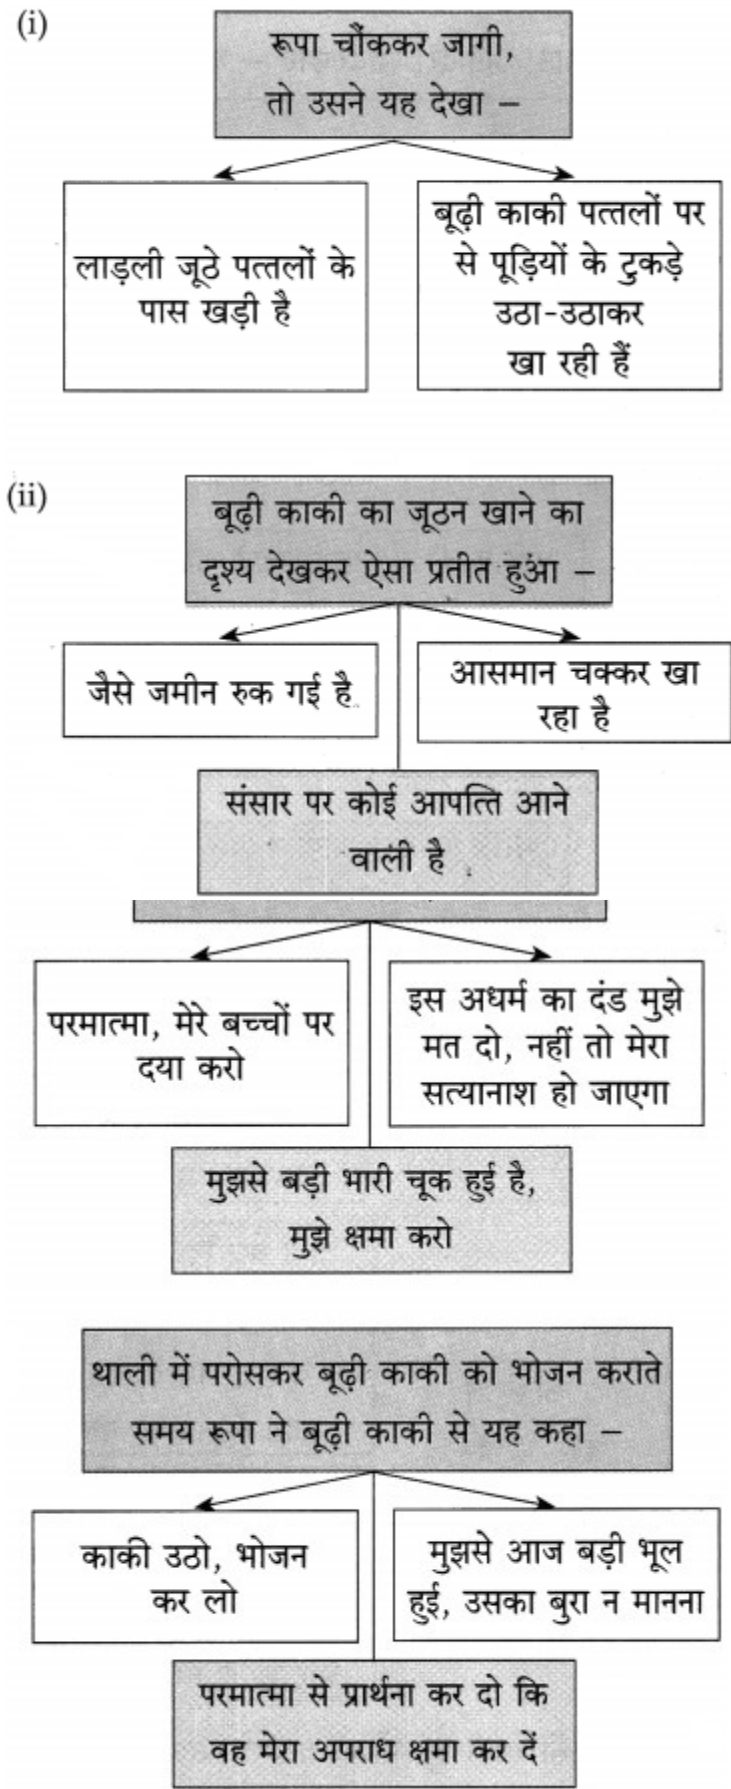 (i)
रूपा चौंककर जागी,
तो उसने यह देखा –
लाड़ली जूठे पत्तलों के
पास खड़ी है
बूढ़ी काकी पत्तलों पर
से पूड़ियों के टुकड़े
उठा-उठाकर
खा रही हैं
(ii)
बूढ़ी काकी का जूठन खाने का
दृश्य देखकर ऐसा प्रतीत हुआ –
जैसे जमीन रुक गई है
आसमान चक्कर खा
रहा है
संसार पर कोई आपत्ति आने
वाली है
परमात्मा, मेरे बच्चों पर
दया करो
इस अधर्म का दंड मुझे
मत दो, नहीं तो मेरा
सत्यानाश हो जाएगा
मुझसे बड़ी भारी चूक हुई है,
मुझे क्षमा करो
थाली में परोसकर बूढ़ी काकी को भोजन कराते
समय रूपा ने बूढ़ी काकी से यह कहा –
काकी उठो, भोजन
कर लो
मुझसे आज बड़ी भूल
हुई, उसका बुरा न मानना
परमात्मा से प्रार्थना कर दो कि
वह मेरा अपराध क्षमा कर दें